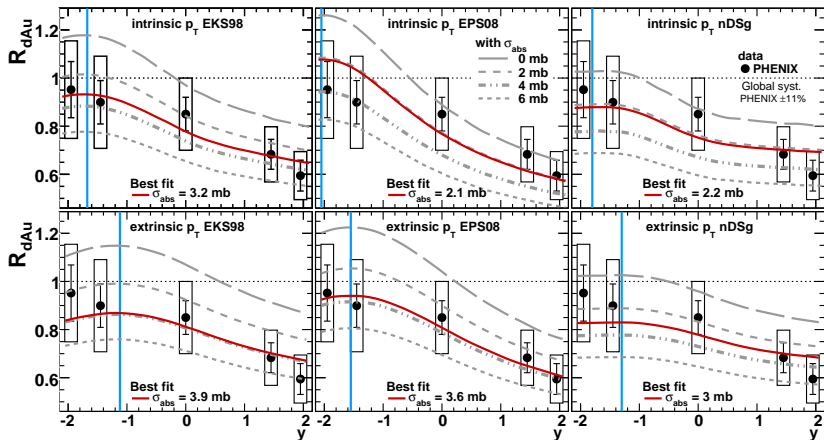 intrinsic p_T EKS98
intrinsic p_T EPS08
intrinsic p_T nDSg
R_dAu
1.2
1
0.8
0.6
with σ_abs
0 mb
2 mb
4 mb
6 mb
data
PHENIX
Global syst.
PHENIX ±11%
Best fit
σ_abs = 3.2 mb
Best fit
σ_abs = 2.1 mb
Best fit
σ_abs = 2.2 mb
extrinsic p_T EKS98
extrinsic p_T EPS08
extrinsic p_T nDSg
R_dAu
1.2
1
0.8
0.6
Best fit
σ_abs = 3.9 mb
Best fit
σ_abs = 3.6 mb
Best fit
σ_abs = 3 mb
-2 -1 0 1 2
-2 -1 0 1 2
-2 -1 0 1 2
y
y
y